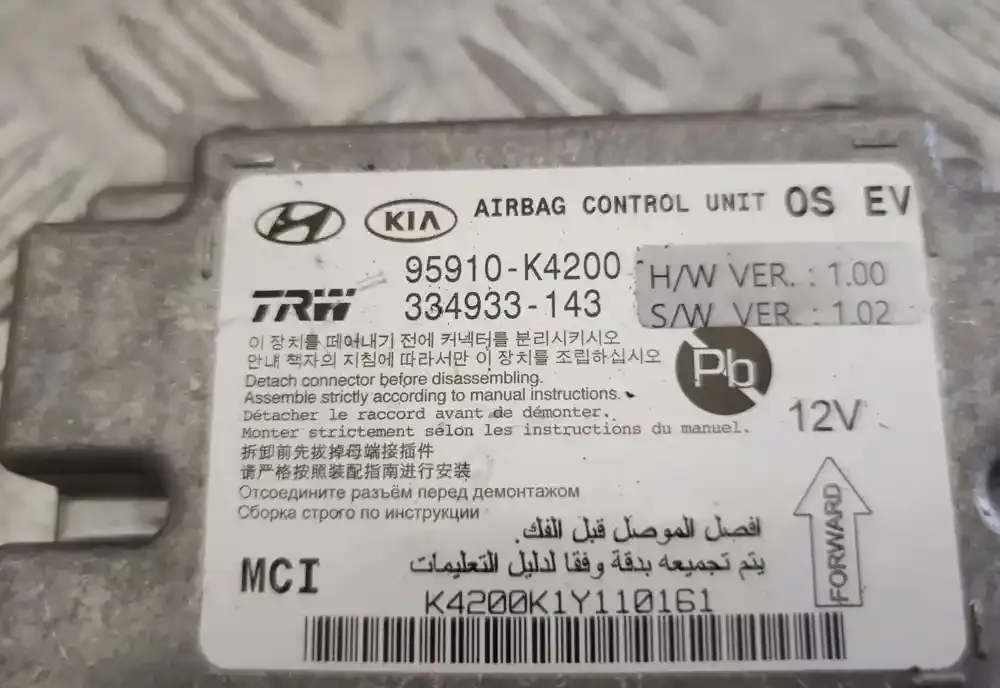 KIA AIRBAG CONTROL UNIT OS EV
95910-K4200
H/W VER. : 1.00
TRW 334933-143
S/W VER. : 1.02
이 장치를 떼어내기 전에 커넥터를 분리시키시오
안내 책자의 지침에 따라서만 이 장치를 조립하십시오
Pb
Detach connector before disassembling.
Assemble strictly according to manual instructions.
12V
Détacher le raccord avant de démonter.
Monter strictement sélon les instructions du manuel.
拆卸前先拔掉母端接插件
请严格按照装配指南进行安装
Отсоедините разъём перед демонтажом
Сборка строго по инструкции
FORWARD
افصل الموصل قبل الفك.
يتم تجميعه بدقة وفقا لدليل التعليمات
MCI
K4200K1Y110161